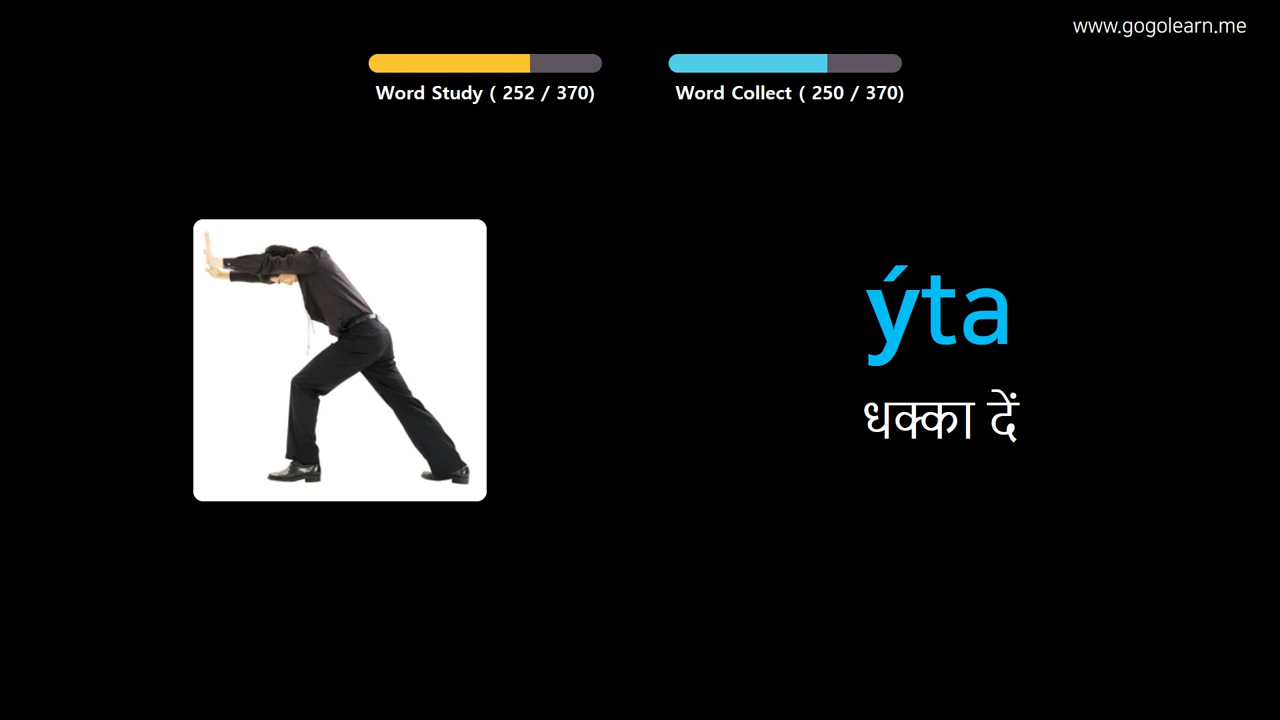 www.gogolearn.me
Word Study ( 252 / 370)
Word Collect ( 250 / 370)
ýta
धक्का दें